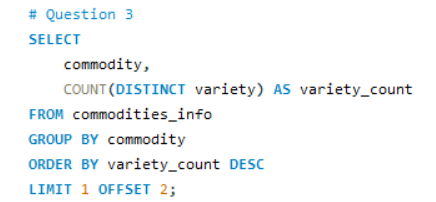 # Question 3
SELECT
    commodity,
    COUNT(DISTINCT variety) AS variety_count
FROM commodities_info
GROUP BY commodity
ORDER BY variety_count DESC
LIMIT 1 OFFSET 2;